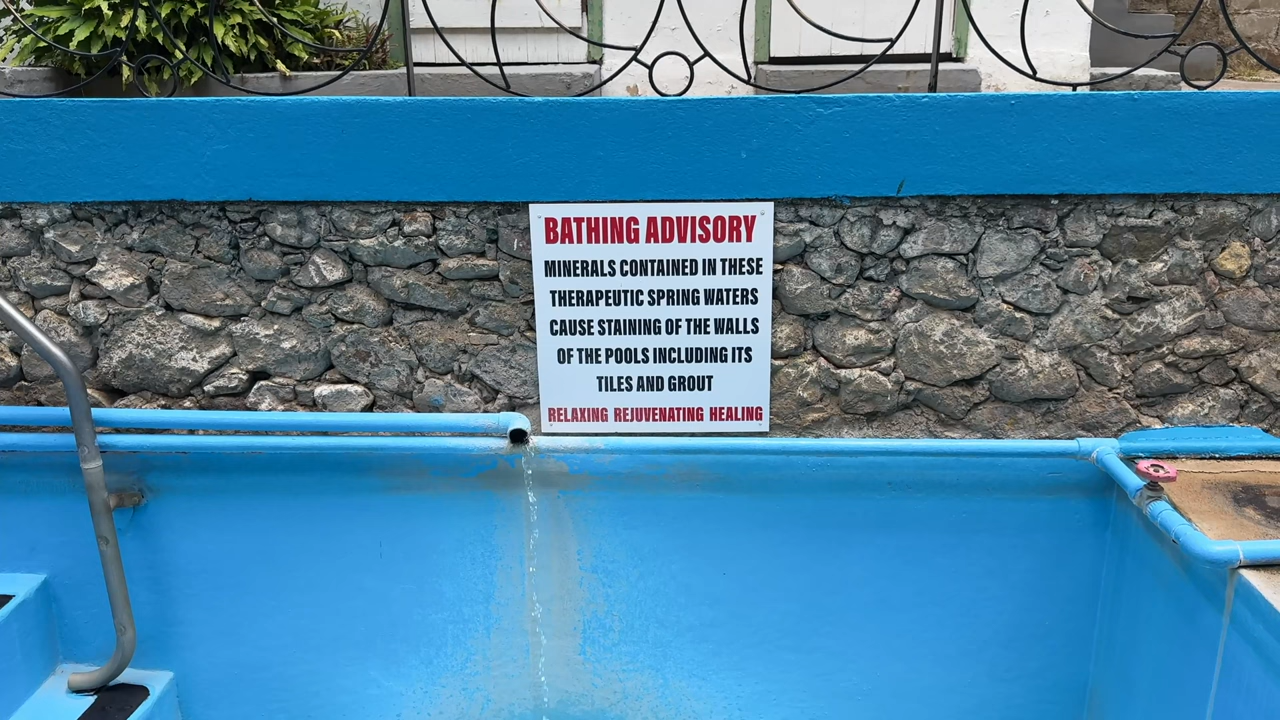 BATHING ADVISORY
MINERALS CONTAINED IN THESE
THERAPEUTIC SPRING WATERS
CAUSE STAINING OF THE WALLS
OF THE POOLS INCLUDING ITS
TILES AND GROUT
RELAXING REJUVENATING HEALING